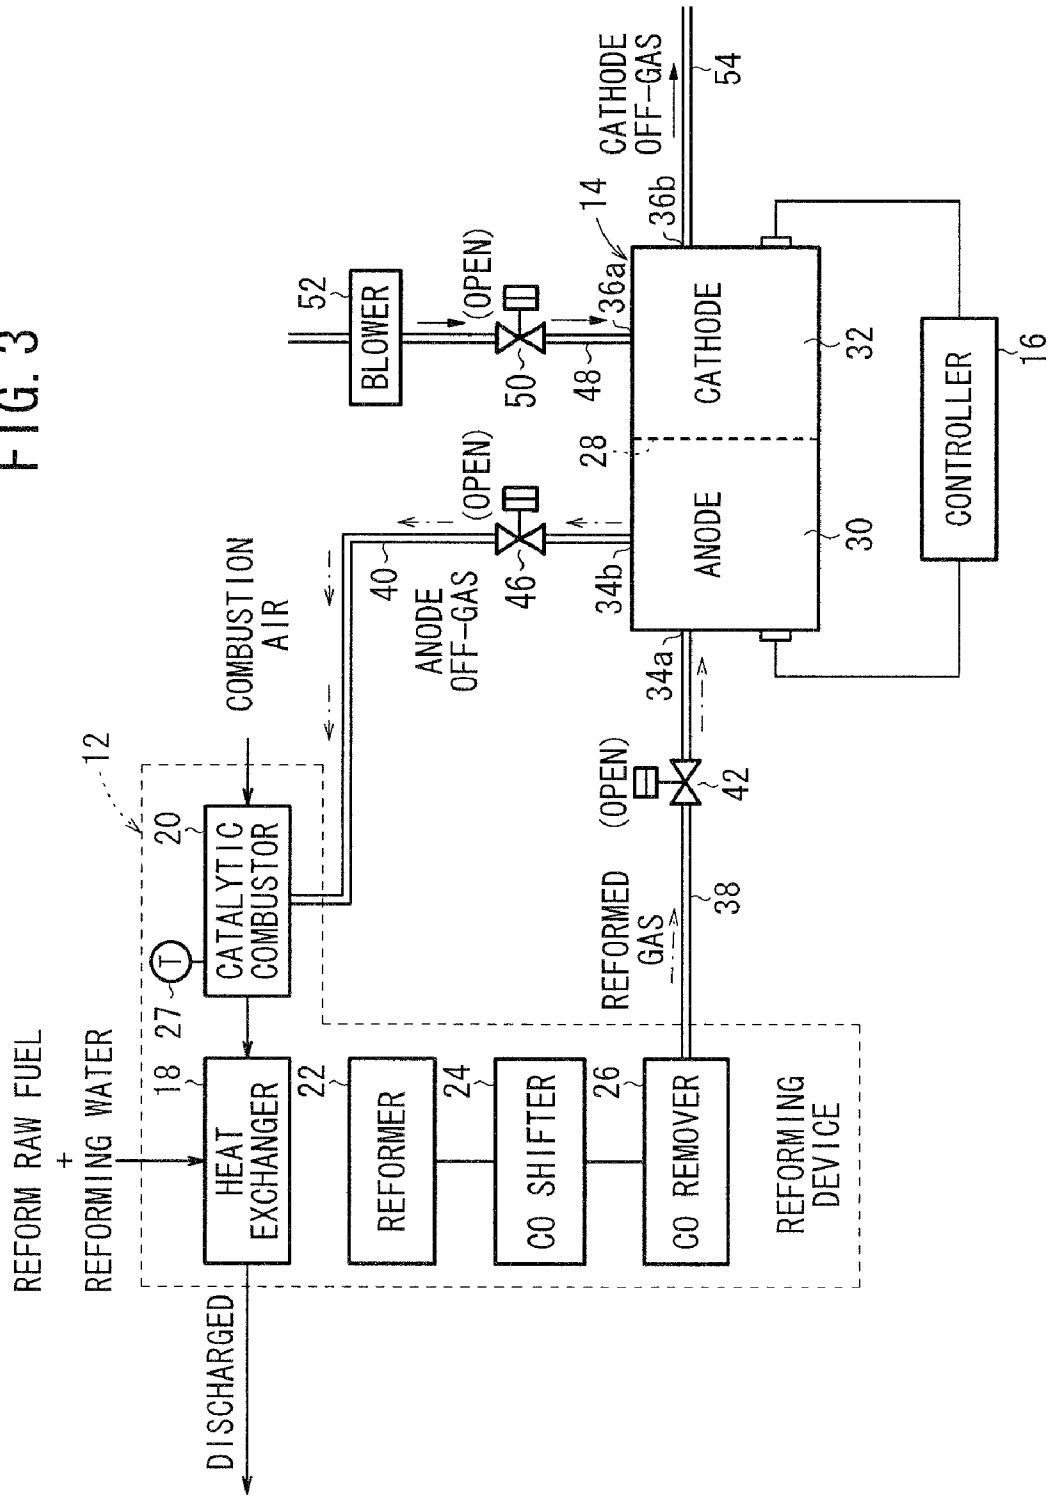 FIG. 3
REFORM RAW FUEL
+
REFORMING WATER
DISCHARGED
18
HEAT
EXCHANGER
27
T
20
CATALYTIC
COMBUSTOR
12
COMBUSTION
AIR
22
REFORMER
24
CO SHIFTER
26
CO REMOVER
REFORMING
DEVICE
REFORMED
GAS
38
(OPEN)
42
34a
ANODE
OFF-GAS
40
(OPEN)
46
34b
52
BLOWER
(OPEN)
50
48
36a
14
36b
CATHODE
OFF-GAS
54
28
ANODE
30
CATHODE
32
CONTROLLER
16